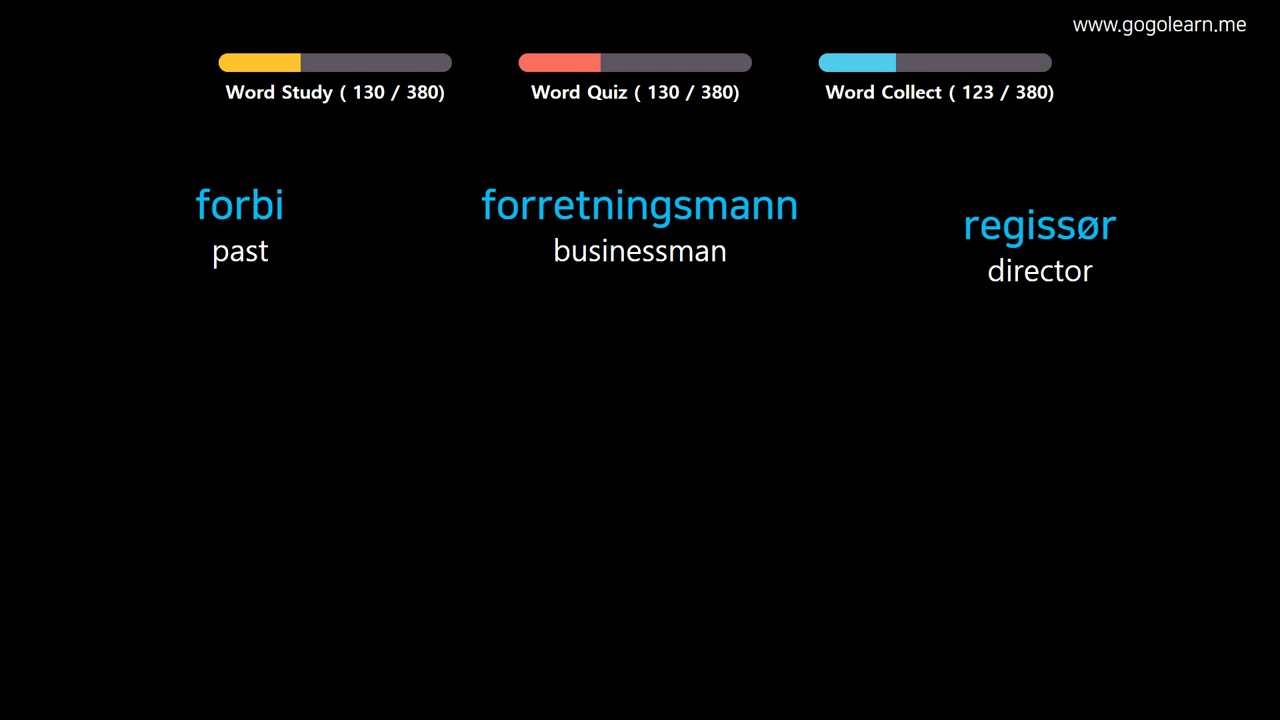 www.gogolearn.me
Word Study ( 130 / 380)
Word Quiz ( 130 / 380)
Word Collect ( 123 / 380)
forbi
past
forretningsmann
businessman
regissør
director